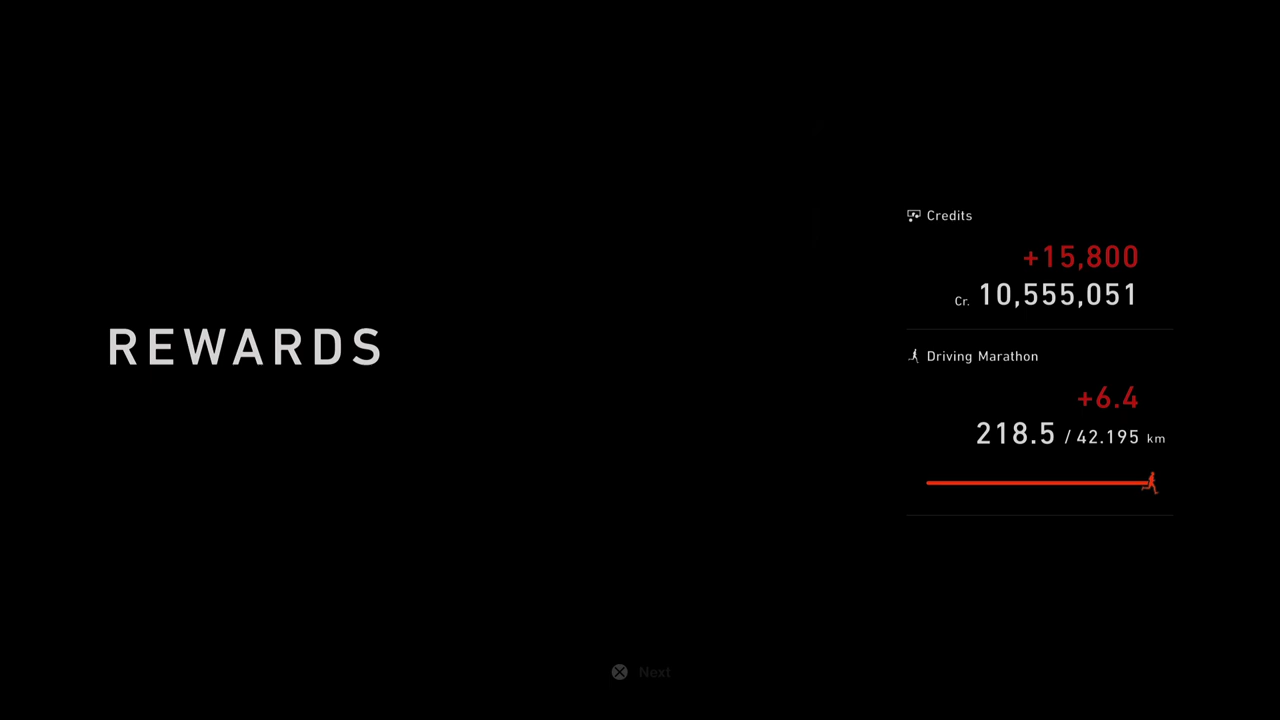 REWARDS
Credits
+15,800
Cr. 10,555,051
Driving Marathon
+6.4
218.5 / 42.195 km
Next